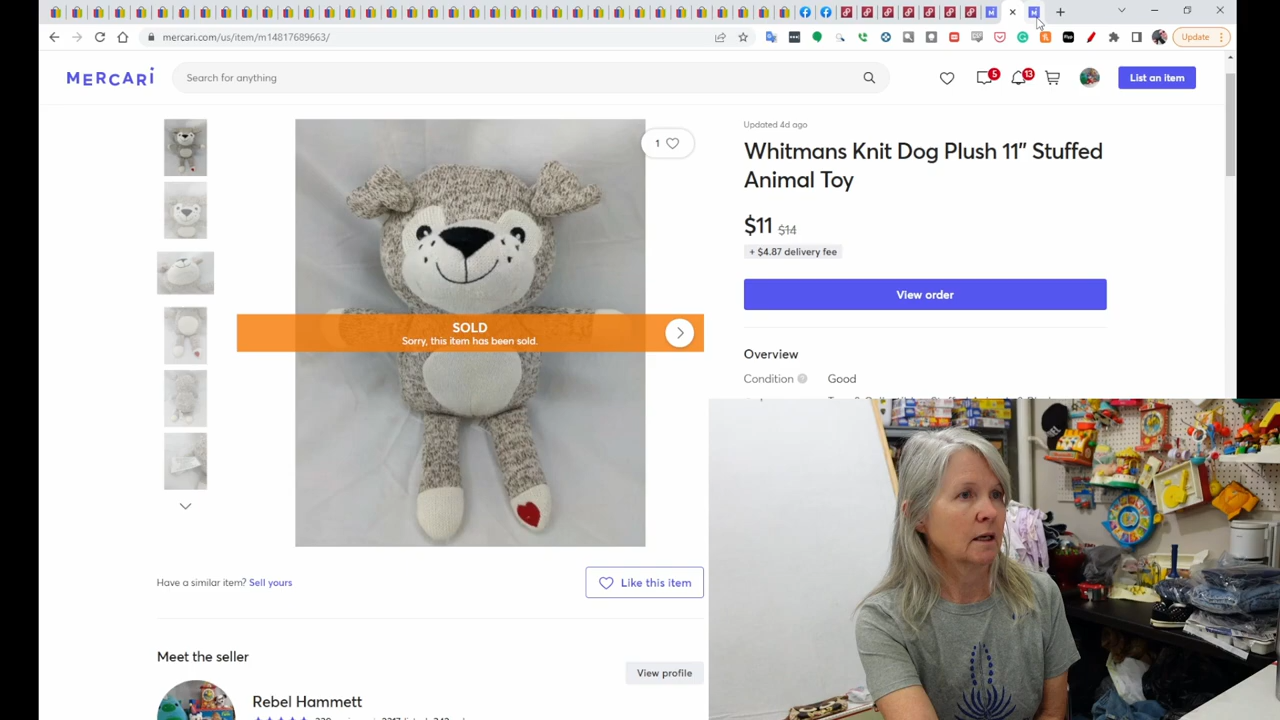 mercari.com/us/item/m14817689663/
Update
MERCARI
Search for anything
5
13
List an item
Updated 4d ago
1
Whitmans Knit Dog Plush 11" Stuffed
Animal Toy
$11 $14
+ $4.87 delivery fee
View order
SOLD
Sorry, this item has been sold.
Overview
Condition
Good
Have a similar item? Sell yours
Like this item
Meet the seller
View profile
Rebel Hammett